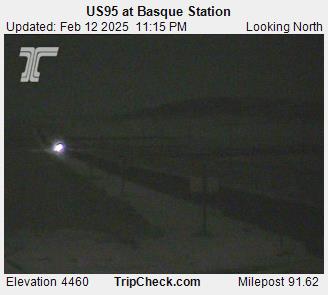 US95 at Basque Station
Updated: Feb 12 2025 11:15 PM Looking North
Elevation 4460 TripCheck.com Milepost 91.62